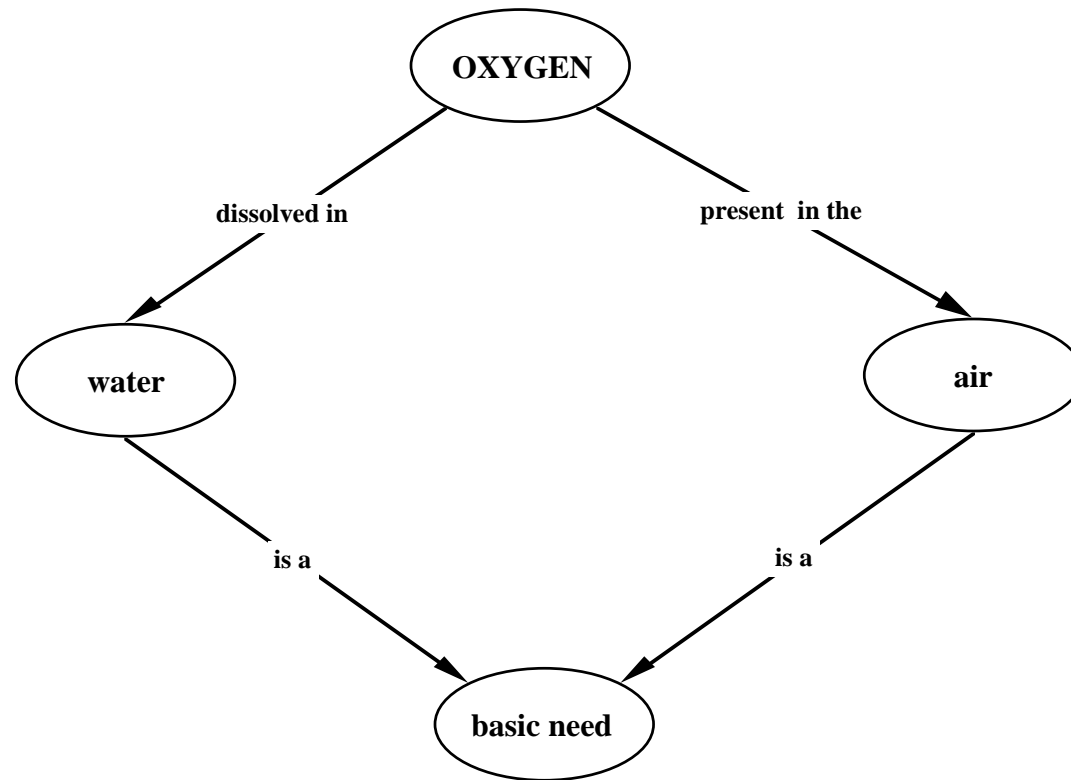 OXYGEN
dissolved in
present in the
water
air
is a
is a
basic need